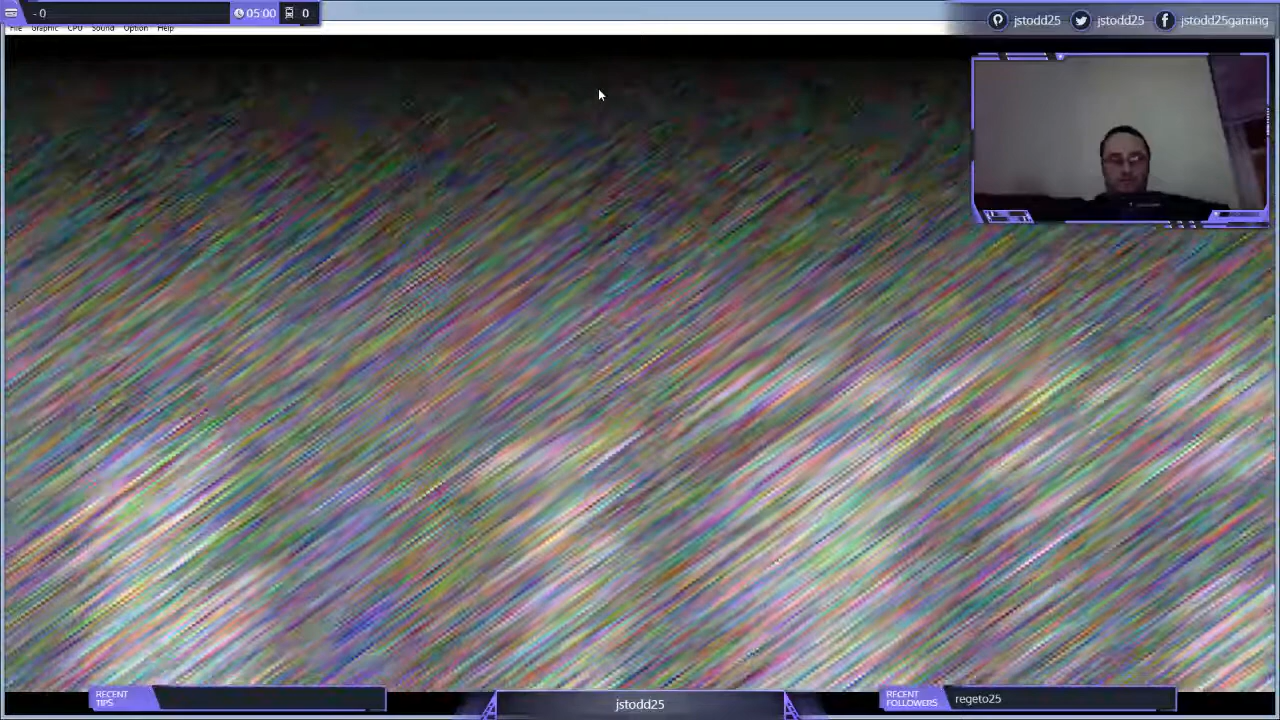 - 0
05:00
0
jstodd25
jstodd25
jstodd25gaming
File Graphic CPU Sound Option Help
RECENT
TIPS
jstodd25
RECENT
FOLLOWERS
regeto25